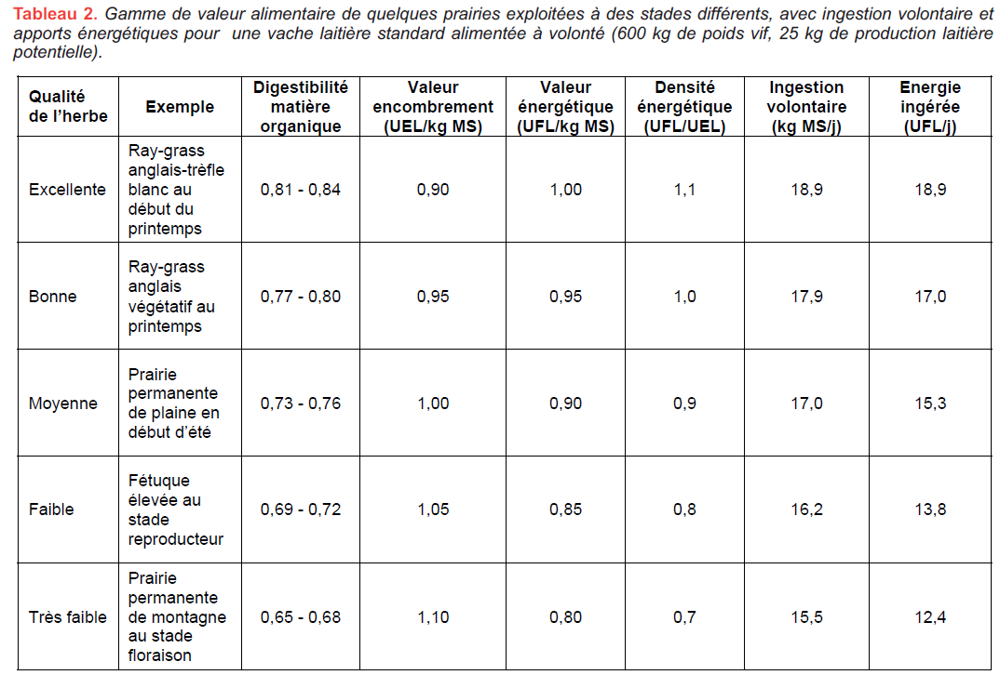 Tableau 2. Gamme de valeur alimentaire de quelques prairies exploitées à des stades différents, avec ingestion volontaire et
apports énergétiques pour une vache laitière standard alimentée à volonté (600 kg de poids vif, 25 kg de production laitière
potentielle).
Qualité
de l'herbe
Exemple
Digestibilité
matière
organique
Valeur
encombrement
(UEL/kg MS)
Valeur
énergétique
(UFL/kg MS)
Densité
énergétique
(UFL/UEL)
Ingestion
volontaire
(kg MS/j)
Energie
ingérée
(UFL/j)
Excellente
Ray-grass
anglais-trèfle
blanc au
début du
printemps
0,81 - 0,84
0,90
1,00
1,1
18,9
18,9
Bonne
Ray-grass
anglais
végétatif au
printemps
0,77 - 0,80
0,95
0,95
1,0
17,9
17,0
Moyenne
Prairie
permanente
de plaine en
début d'été
0,73 - 0,76
1,00
0,90
0,9
17,0
15,3
Faible
Fétuque
élevée au
stade
reproducteur
0,69 - 0,72
1,05
0,85
0,8
16,2
13,8
Très faible
Prairie
permanente
de montagne
au stade
floraison
0,65 - 0,68
1,10
0,80
0,7
15,5
12,4